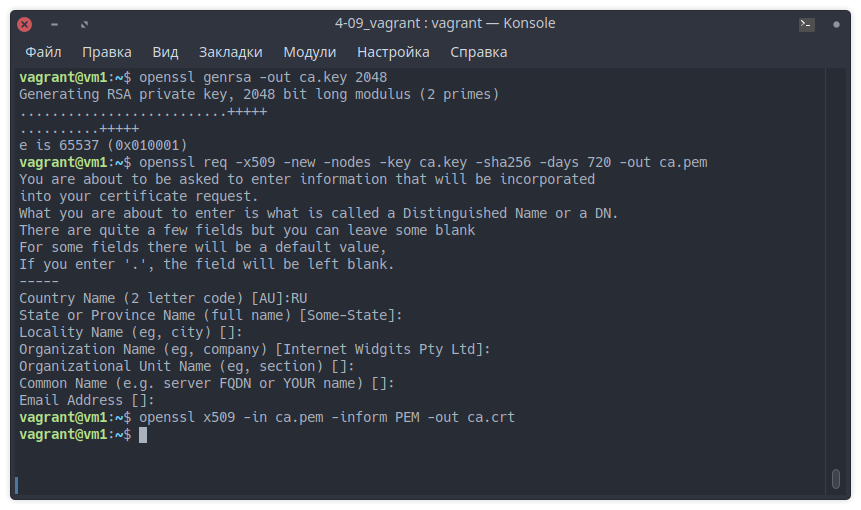 4-09_vagrant : vagrant — Konsole
Файл Правка Вид Закладки Модули Настройка Справка
vagrant@vm1:~$ openssl genrsa -out ca.key 2048
Generating RSA private key, 2048 bit long modulus (2 primes)
..........................+++++
..........+++++
e is 65537 (0x010001)
vagrant@vm1:~$ openssl req -x509 -new -nodes -key ca.key -sha256 -days 720 -out ca.pem
You are about to be asked to enter information that will be incorporated
into your certificate request.
What you are about to enter is what is called a Distinguished Name or a DN.
There are quite a few fields but you can leave some blank
For some fields there will be a default value,
If you enter '.', the field will be left blank.
-----
Country Name (2 letter code) [AU]:RU
State or Province Name (full name) [Some-State]:
Locality Name (eg, city) []:
Organization Name (eg, company) [Internet Widgits Pty Ltd]:
Organizational Unit Name (eg, section) []:
Common Name (e.g. server FQDN or YOUR name) []:
Email Address []:
vagrant@vm1:~$ openssl x509 -in ca.pem -inform PEM -out ca.crt
vagrant@vm1:~$